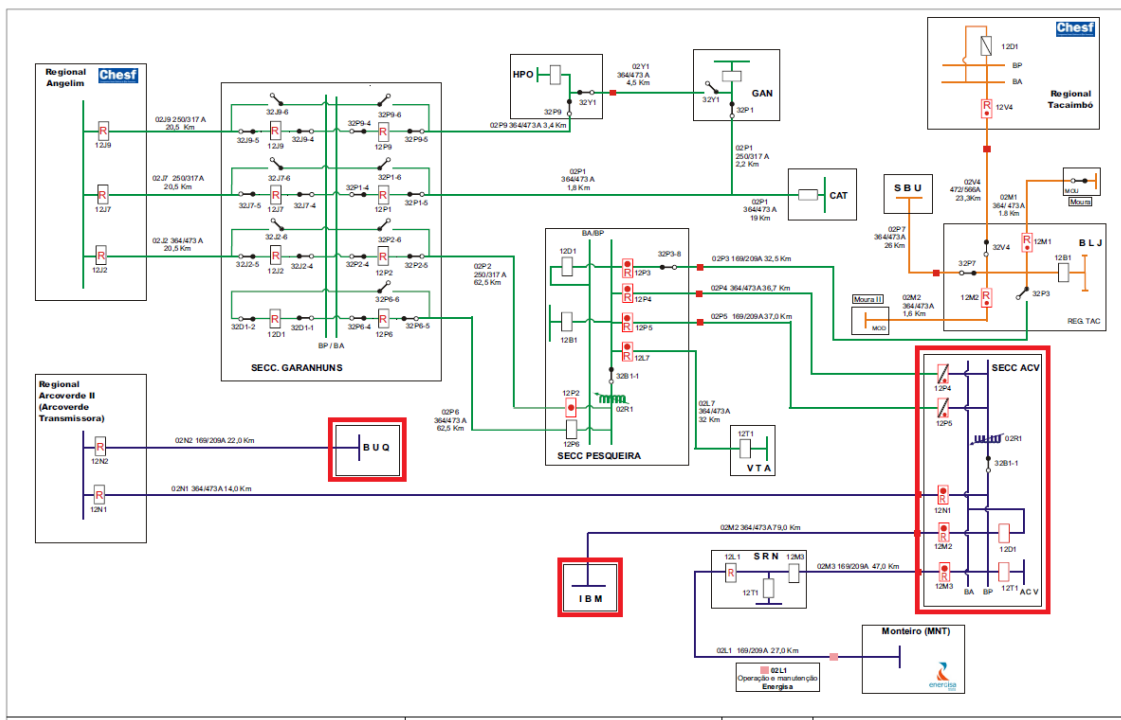 Regional
Angelim
Chesf
12J9
12J7
12J2
02J9 250/317 A
20,5 Km
02J7 250/317 A
20,5 Km
02J2 364/473 A
20,5 Km
32J9-6
32P9-6
32J9-5
32J9-4
32P9-4
32P9-5
R
12J9
R
12P9
32J7-6
32P1-6
32J7-5
32J7-4
32P1-4
32P1-5
R
12J7
R
12P1
32J2-6
32P2-6
32J2-5
32J2-4
32P2-4
32P2-5
R
12J2
R
12P2
32P6-6
32D1-2
32D1-1
32P6-4
32P6-5
12D1
R
12P6
BP / BA
SECC. GARANHUNS
HPO
32Y1
32P9
02P9 364/473 A 3,4 Km
02Y1
364/473 A
4,5 Km
GAN
32Y1
32P1
02P1
250/317 A
2,2 Km
02P1
364/473 A
1,8 Km
02P1
364/473 A
19 Km
CAT
02P2
250/317 A
62,5 Km
02P6
364/473 A
62,5 Km
BA/BP
12D1
12B1
R
12P3
32P3-8
R
12P4
R
12P5
R
12L7
32B1-1
02R1
12P2
12P6
SECC PESQUEIRA
02P3 169/209 A 32,5 Km
02P4 364/473A 36,7 Km
02P5 169/209A 37,0 Km
02L7
364/473A
32 Km
12T1
VTA
Chesf
12D1
BP
BA
Regional
Tacaimbó
R
12V4
02V4
472/566A
23,3Km
SBU
02P7
364/473A
26 Km
02M1
364/473A
1.8 Km
MOU
Moura
R
12M1
32V4
BLJ
32P7
12B1
R
12M2
32P3
REG. TAC
Moura II
MOD
02M2
364/473A
1,6 Km
SECC ACV
12P4
12P5
02R1
32B1-1
R
12N1
R
12M2
12D1
R
12M3
12T1
BA
BP
ACV
Regional
Arcoverde II
(Arcoverde
Transmissora)
R
12N2
R
12N1
02N2 169/209A 22,0 Km
BUQ
02N1 364/473A 14,0 Km
02M2 364/473A 79,0 Km
IBM
12L1
SRN
12M3
R
12T1
02M3 169/209A 47,0 Km
02L1 169/209A 27,0 Km
02L1
Operação e manutenção
Energisa
Monteiro (MNT)
energisa